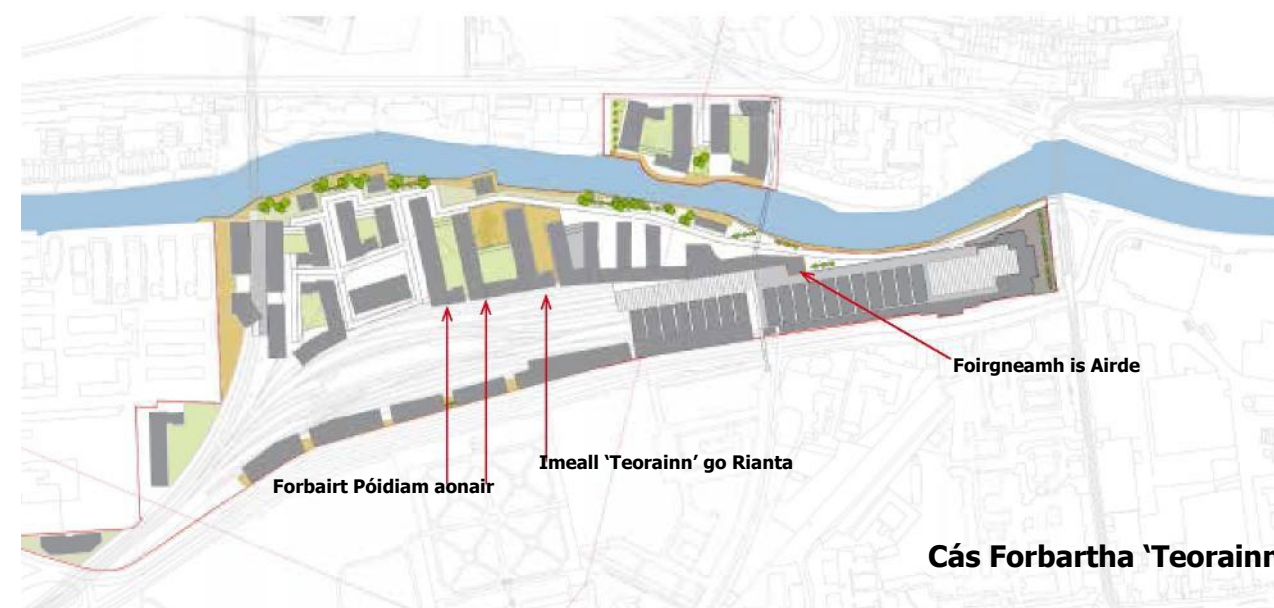 Foirgneamh is Airde
Imeall ‘Teorainn’ go Rianta
Forbairt Póidiam aonair
Cás Forbartha ‘Teorainn